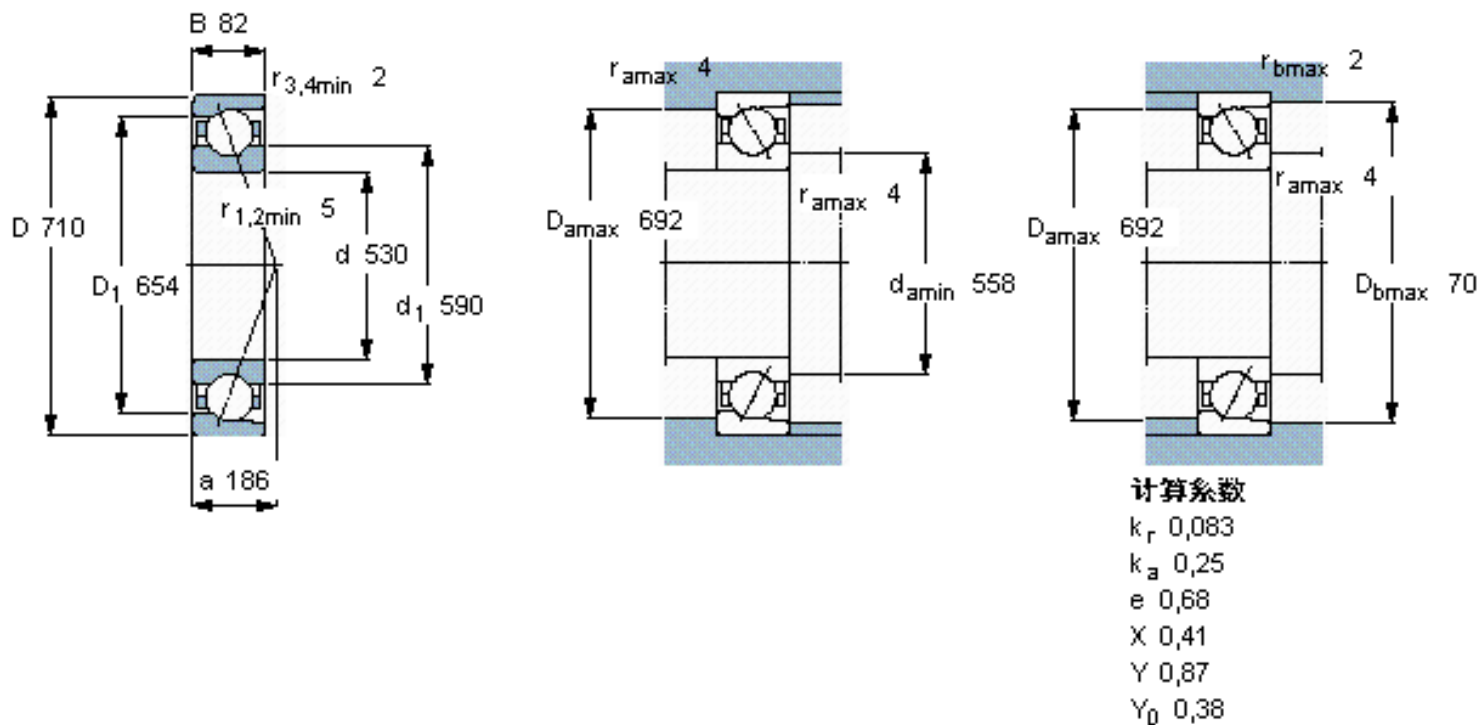 B 82
r3,4min 2
D 710
D1 654
r1,2min 5
d 530
d1 590
a 186
ramax 4
Damax 692
ramax 4
damin 558
rbmax 2
ramax 4
Damax 692
Dbmax 70
计算系数
kr 0,083
ka 0,25
e 0,68
X 0,41
Y 0,87
Y0 0,38